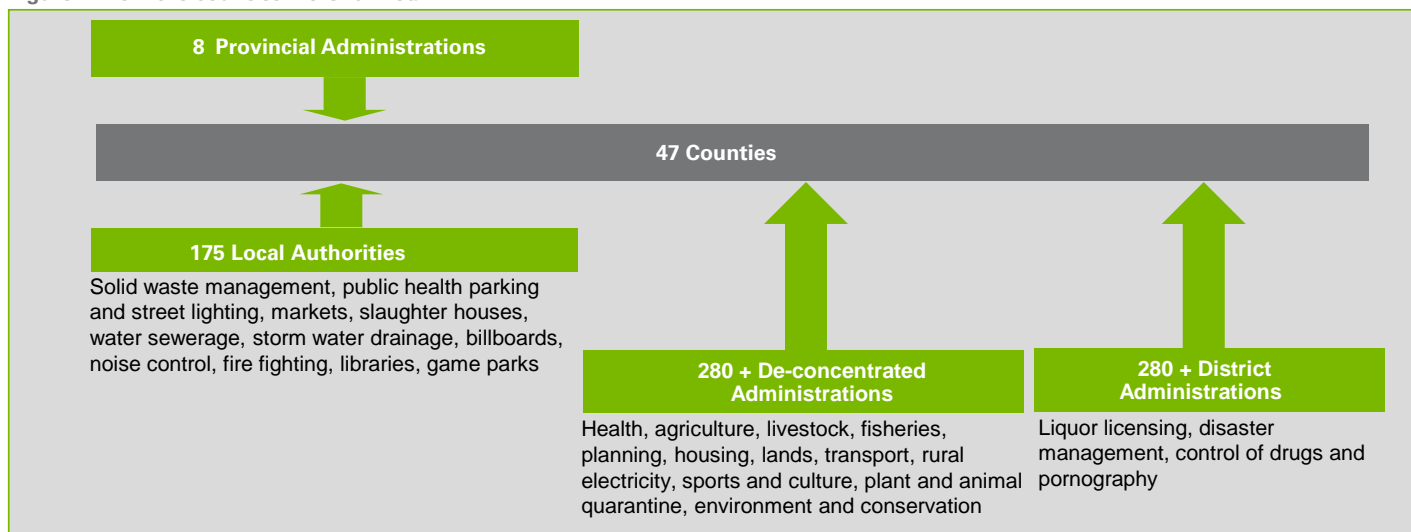 8 Provincial Administrations
47 Counties
175 Local Authorities
Solid waste management, public health parking
and street lighting, markets, slaughter houses,
water sewerage, storm water drainage, billboards,
noise control, fire fighting, libraries, game parks
280 + De-concentrated
Administrations
Health, agriculture, livestock, fisheries,
planning, housing, lands, transport, rural
electricity, sports and culture, plant and animal
quarantine, environment and conservation
280 + District
Administrations
Liquor licensing, disaster
management, control of drugs and
pornography